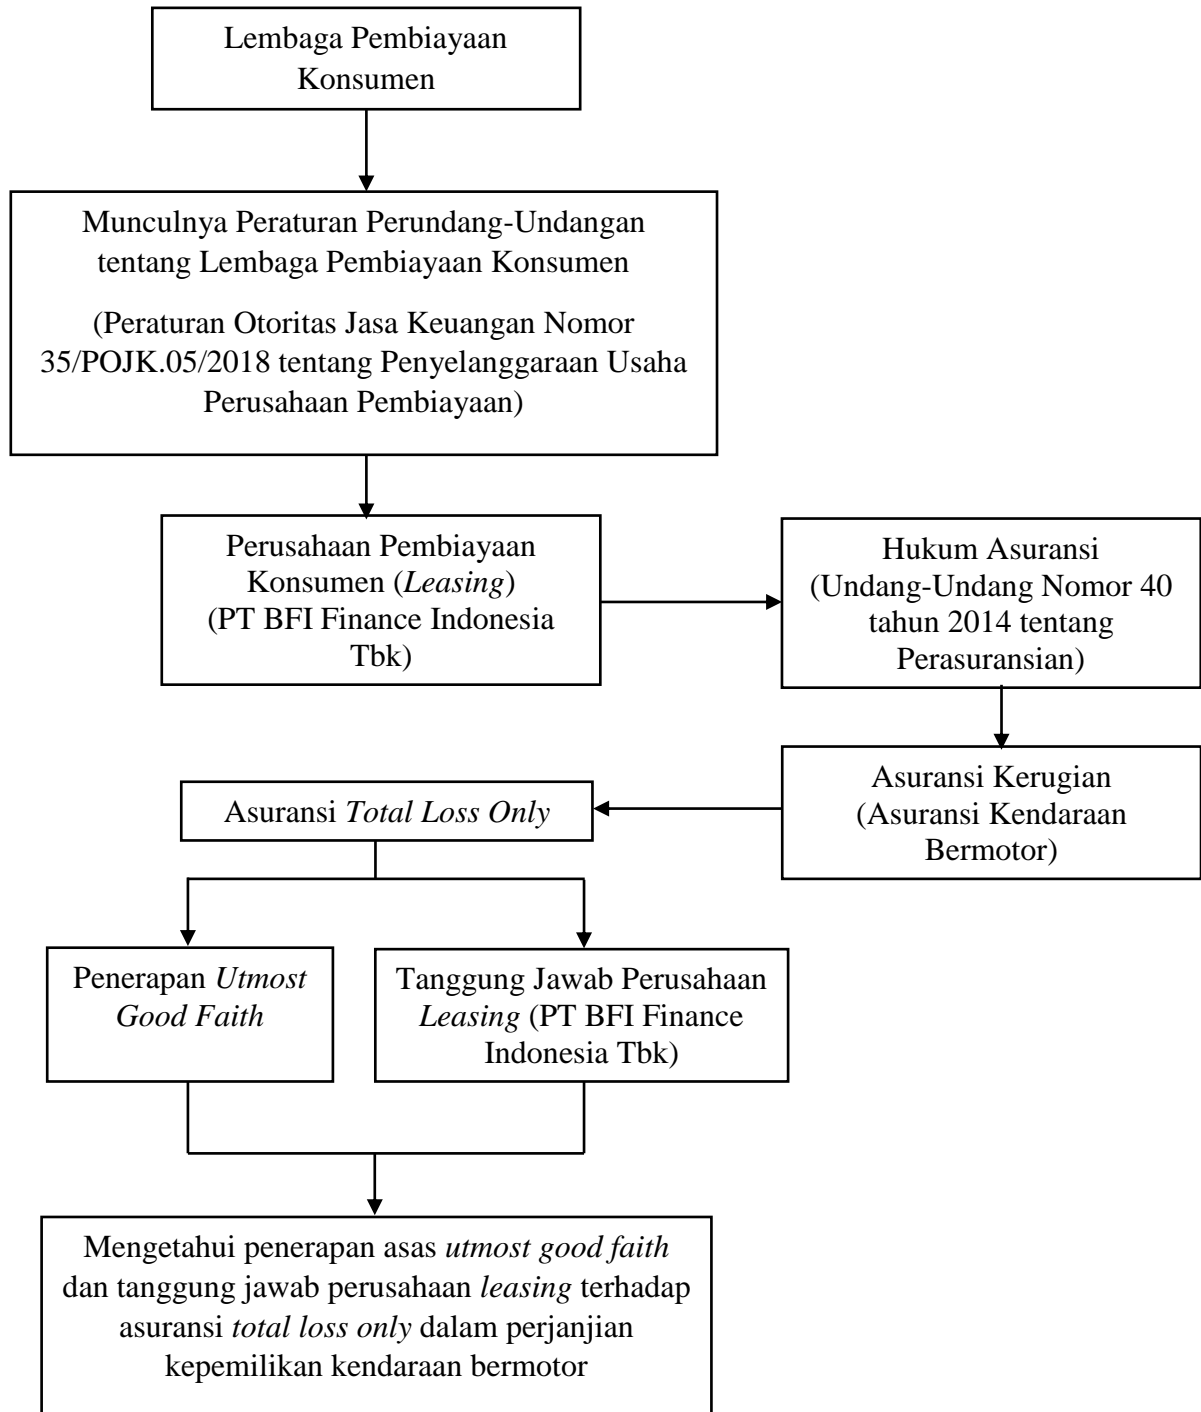 Lembaga Pembiayaan
Konsumen
Munculnya Peraturan Perundang-Undangan
tentang Lembaga Pembiayaan Konsumen
(Peraturan Otoritas Jasa Keuangan Nomor
35/POJK.05/2018 tentang Penyelanggaraan Usaha
Perusahaan Pembiayaan)
Perusahaan Pembiayaan
Konsumen (Leasing)
(PT BFI Finance Indonesia
Tbk)
Hukum Asuransi
(Undang-Undang Nomor 40
tahun 2014 tentang
Perasuransian)
Asuransi Kerugian
(Asuransi Kendaraan
Bermotor)
Asuransi Total Loss Only
Penerapan Utmost
Good Faith
Tanggung Jawab Perusahaan
Leasing (PT BFI Finance
Indonesia Tbk)
Mengetahui penerapan asas utmost good faith
dan tanggung jawab perusahaan leasing terhadap
asuransi total loss only dalam perjanjian
kepemilikan kendaraan bermotor